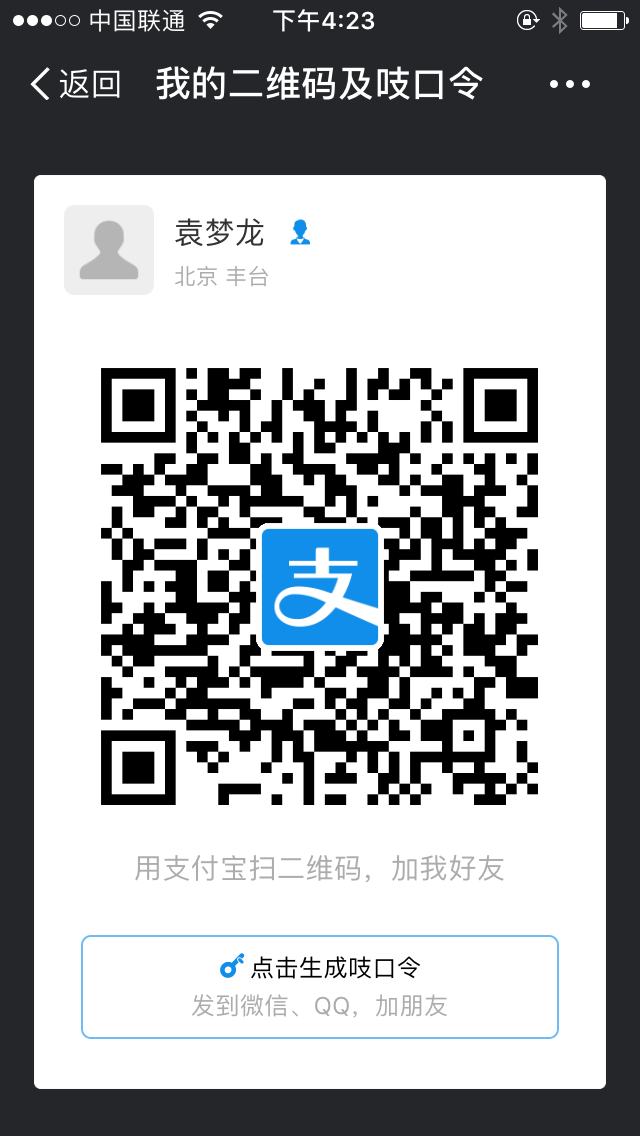 中国联通 下午4:23
返回 我的二维码及吱口令
袁梦龙
北京 丰台
支
用支付宝扫二维码，加我好友
点击生成吱口令
发到微信、QQ，加朋友